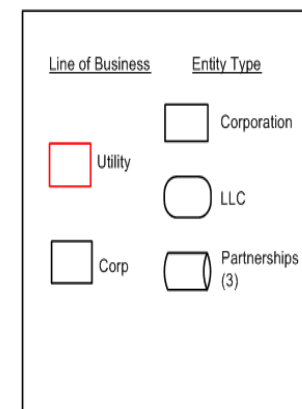 Line of Business
Entity Type
Corporation
Utility
LLC
Corp
Partnerships
(3)